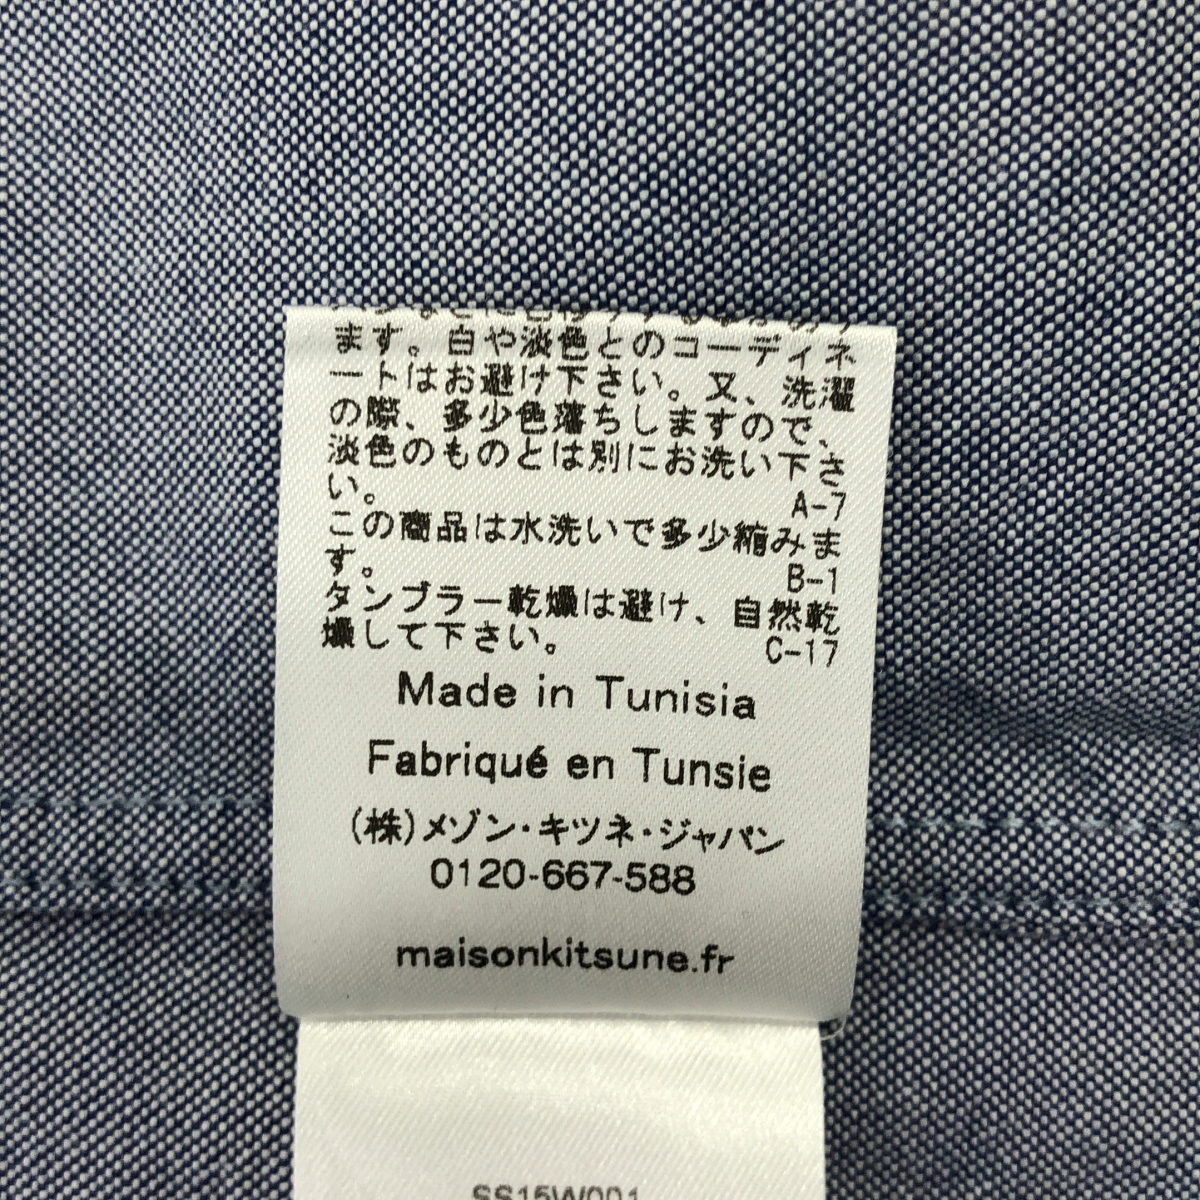 ます。白や淡色とのコーディネ
ートはお避け下さい。又、洗濯
の際、多少色落ちしますので、
淡色のものとは別にお洗い下さ
い。 A-7
この商品は水洗いで多少縮みま
す。 B-1
タンブラー乾燥は避け、自然乾
燥して下さい。 C-17
Made in Tunisia
Fabriqué en Tunsie
(株)メゾン・キツネ・ジャパン
0120-667-588
maisonkitsune.fr
SS15W001